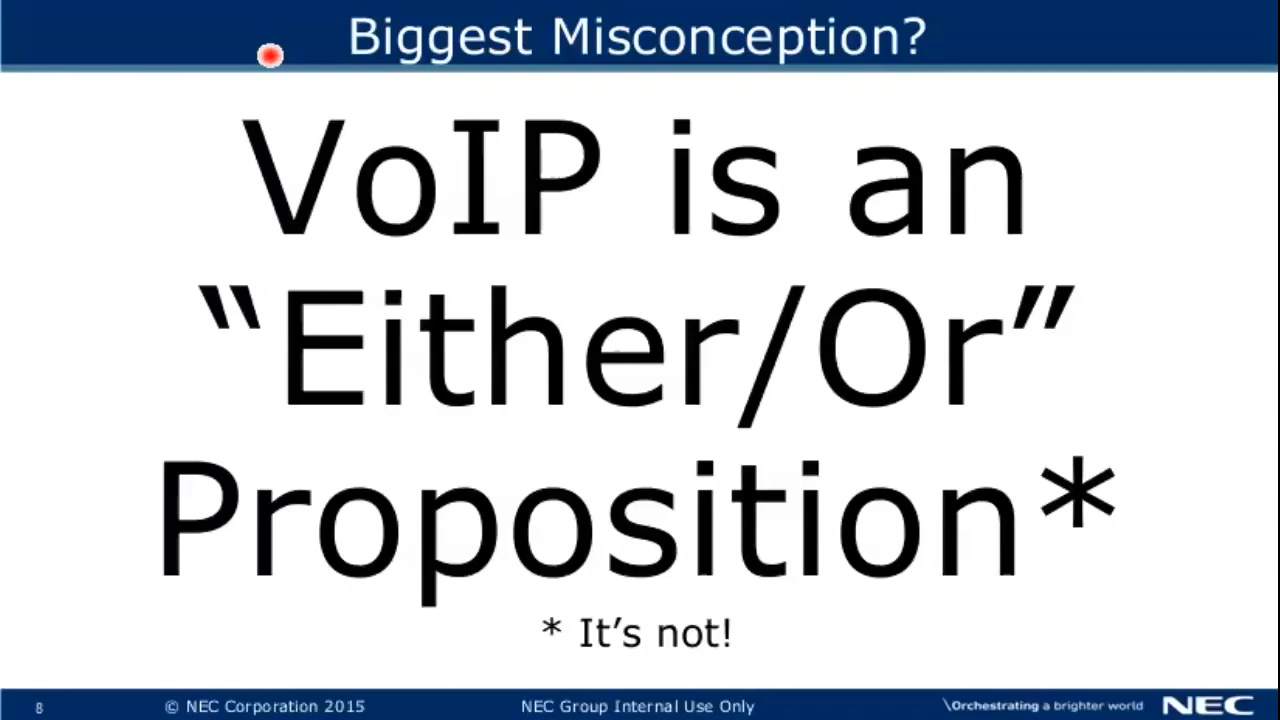 Biggest Misconception?
VoIP is an
“Either/Or”
Proposition*
* It’s not!
8 © NEC Corporation 2015 NEC Group Internal Use Only \Orchestrating a brighter world NEC